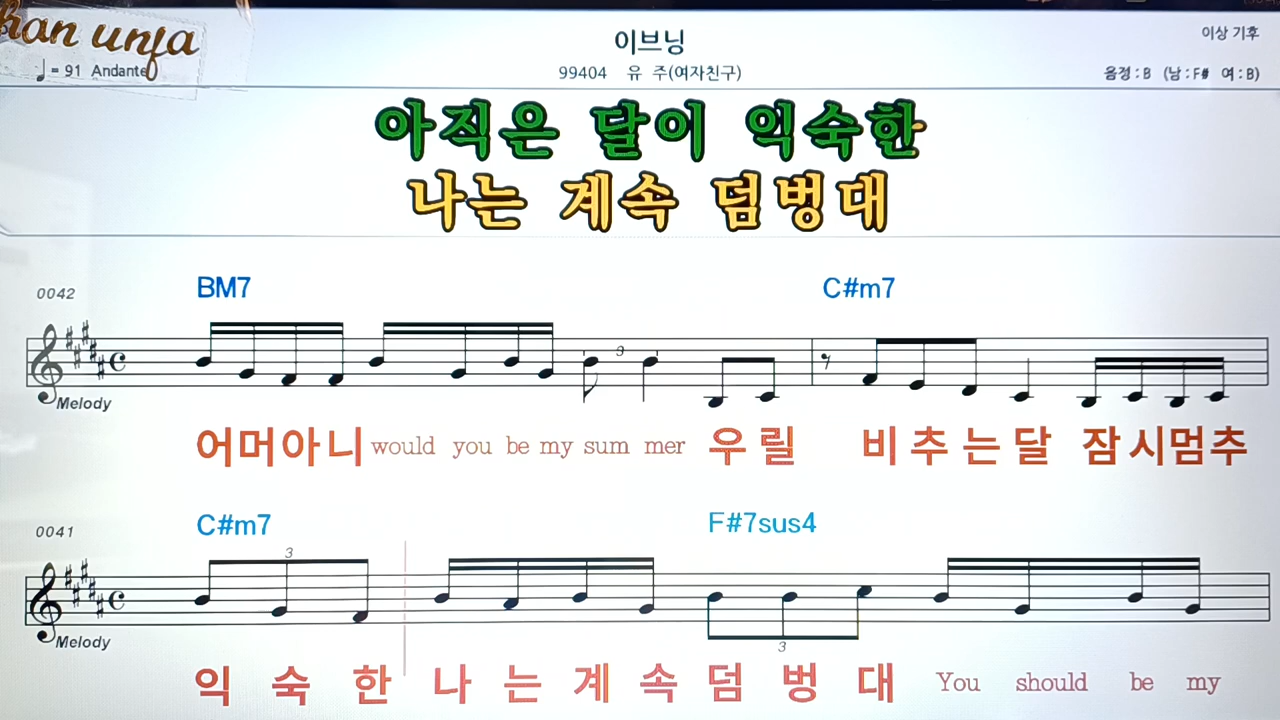 han unfa
이브닝
이상 기후
♩= 91 Andante
99404 유 주(여자친구)
음정 : B (남 : F# 여 : B)
아직은 달이 익숙한
나는 계속 덤벙대
0042
BM7
C#m7
3
Melody
어머아니 would you be my sum mer 우릴 비추는달 잠시멈추
0041
C#m7
F#7sus4
3
3
Melody
익숙한 나는계속덤벙대 You should be my